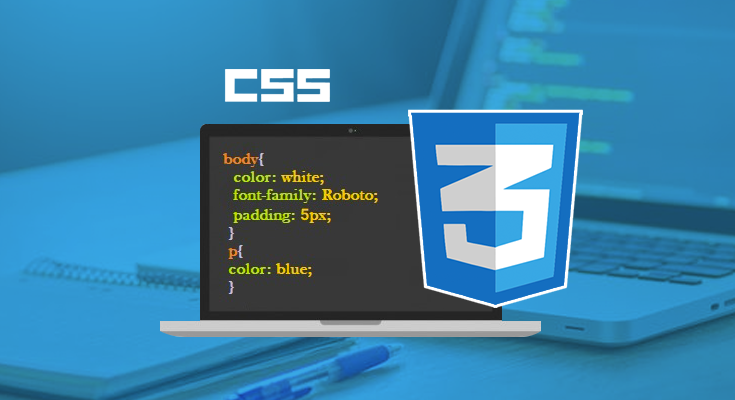 CSS
body{
color: white;
font-family: Roboto;
padding: 5px;
}
p{
color: blue;
}
3